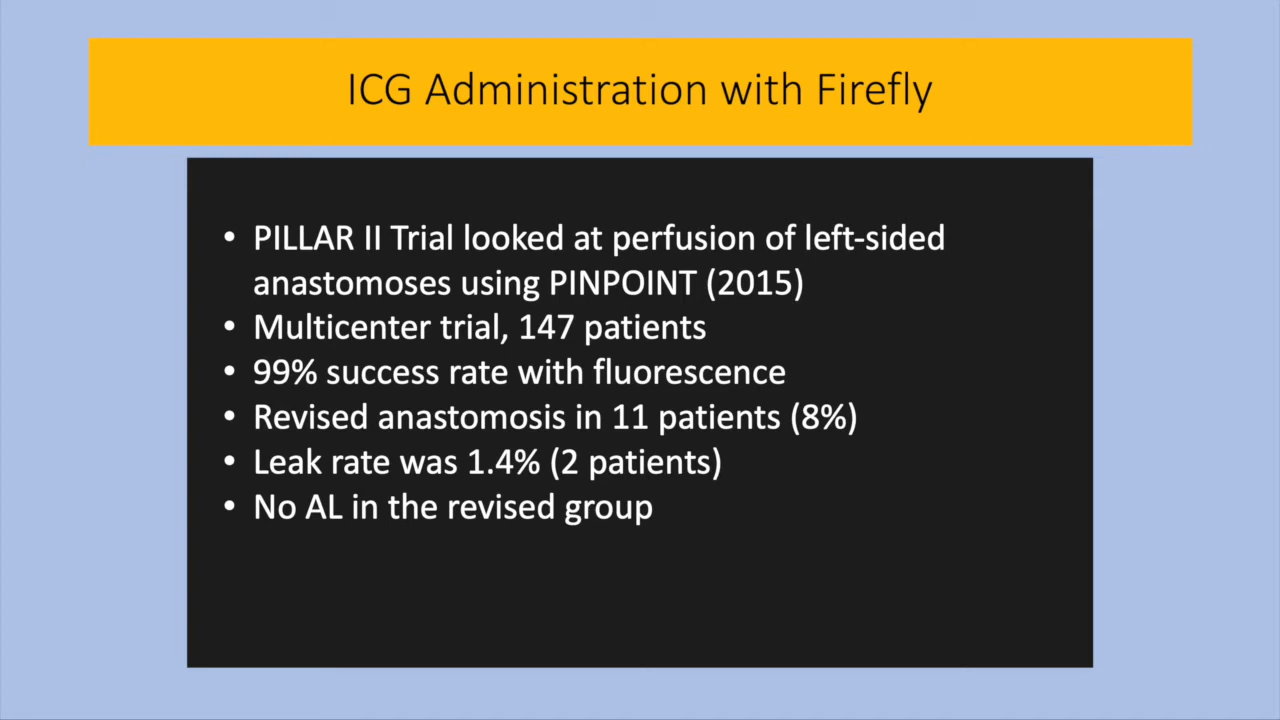 ICG Administration with Firefly
• PILLAR II Trial looked at perfusion of left-sided
anastomoses using PINPOINT (2015)
• Multicenter trial, 147 patients
• 99% success rate with fluorescence
• Revised anastomosis in 11 patients (8%)
• Leak rate was 1.4% (2 patients)
• No AL in the revised group